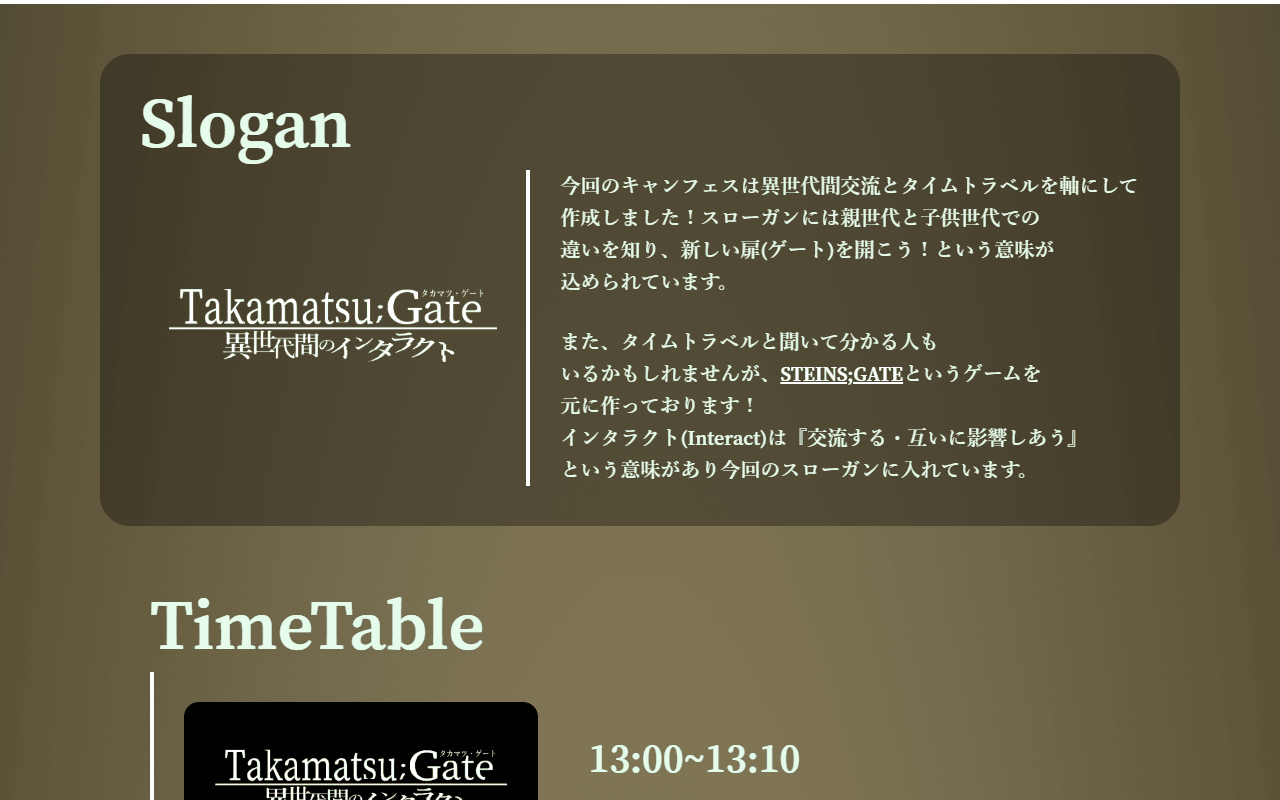 Slogan
Takamatsu;Gate
タカマツ・ゲート
異世代間のインタラクト
今回のキャンフェスは異世代間交流とタイムトラベルを軸にして
作成しました！スローガンには親世代と子供世代での
違いを知り、新しい扉(ゲート)を開こう！という意味が
込められています。
また、タイムトラベルと聞いて分かる人も
いるかもしれませんが、STEINS;GATEというゲームを
元に作っております！
インタラクト(Interact)は『交流する・互いに影響しあう』
という意味があり今回のスローガンに入れています。
TimeTable
Takamatsu;Gate
タカマツ・ゲート
異世代間のインタラクト
13:00~13:10